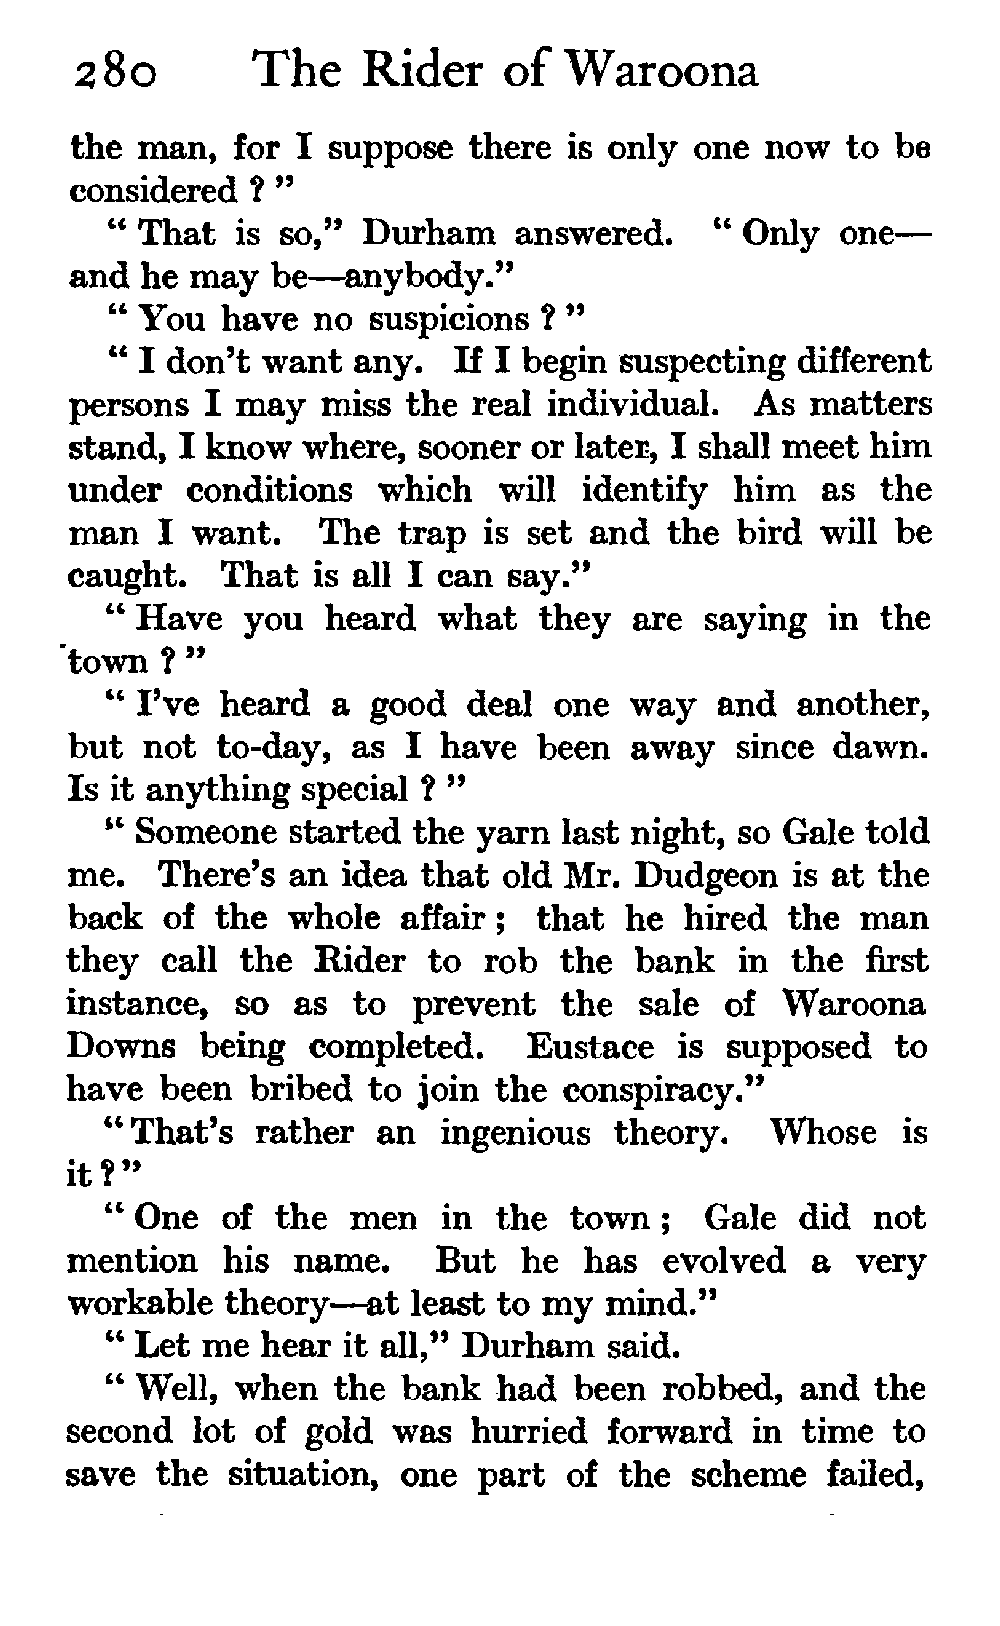 280 The Rider of Waroona
the man, for I suppose there is only one now to be
considered ? "
" That is so," Durham answered. " Only one—
and he may be—anybody."
" You have no suspicions ? "
" I don't want any. If I begin suspecting different
persons I may miss the real individual. As matters
stand, I know where, sooner or later, I shall meet him
under conditions which will identify him as the
man I want. The trap is set and the bird will be
caught. That is all I can say."
" Have you heard what they are saying in the
town ? "
" I've heard a good deal one way and another,
but not to-day, as I have been away since dawn.
Is it anything special ? "
" Someone started the yarn last night, so Gale told
me. There's an idea that old Mr. Dudgeon is at the
back of the whole affair ; that he hired the man
they call the Rider to rob the bank in the first
instance, so as to prevent the sale of Waroona
Downs being completed. Eustace is supposed to
have been bribed to join the conspiracy."
" That's rather an ingenious theory. Whose is
it ? "
" One of the men in the town ; Gale did not
mention his name. But he has evolved a very
workable theory—at least to my mind."
" Let me hear it all," Durham said.
" Well, when the bank had been robbed, and the
second lot of gold was hurried forward in time to
save the situation, one part of the scheme failed,